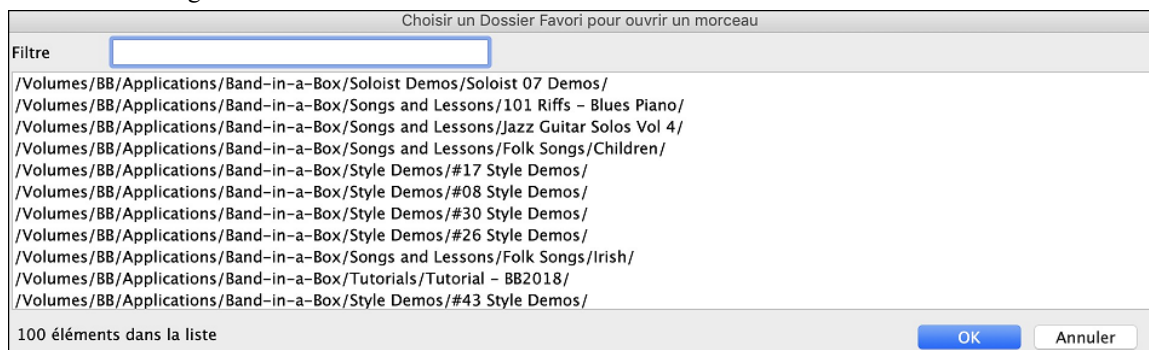 Choisir un Dossier Favori pour ouvrir un morceau
Filtre
/Volumes/BB/Applications/Band-in-a-Box/Soloist Demos/Soloist 07 Demos/
/Volumes/BB/Applications/Band-in-a-Box/Songs and Lessons/101 Riffs - Blues Piano/
/Volumes/BB/Applications/Band-in-a-Box/Songs and Lessons/Jazz Guitar Solos Vol 4/
/Volumes/BB/Applications/Band-in-a-Box/Songs and Lessons/Folk Songs/Children/
/Volumes/BB/Applications/Band-in-a-Box/Style Demos/#17 Style Demos/
/Volumes/BB/Applications/Band-in-a-Box/Style Demos/#08 Style Demos/
/Volumes/BB/Applications/Band-in-a-Box/Style Demos/#30 Style Demos/
/Volumes/BB/Applications/Band-in-a-Box/Style Demos/#26 Style Demos/
/Volumes/BB/Applications/Band-in-a-Box/Songs and Lessons/Folk Songs/Irish/
/Volumes/BB/Applications/Band-in-a-Box/Tutorials/Tutorial - BB2018/
/Volumes/BB/Applications/Band-in-a-Box/Style Demos/#43 Style Demos/
100 éléments dans la liste OK Annuler